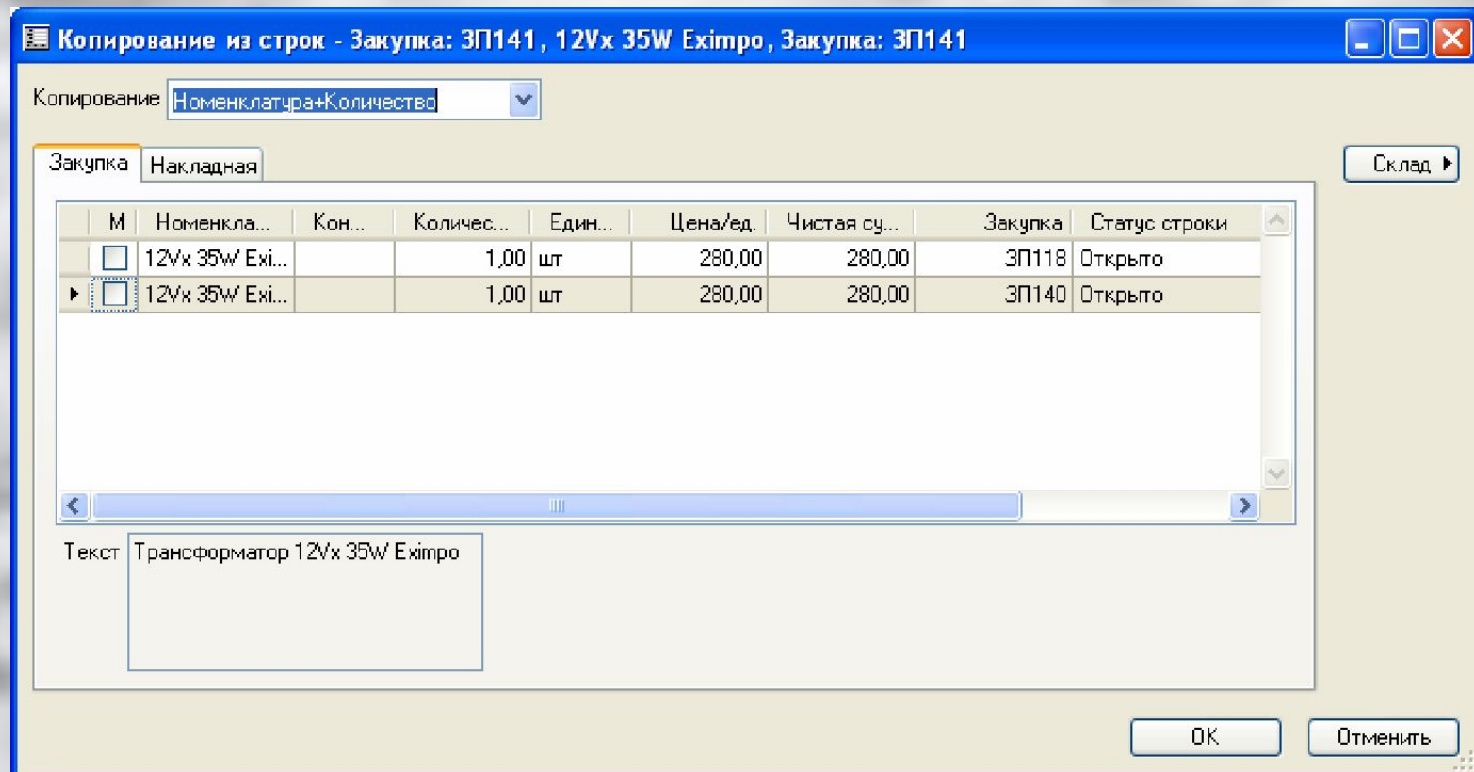 Копирование из строк - Закупка: ЗП141, 12Vx 35W Eximpo, Закупка: ЗП141
Копирование Номенклатура+Количество
Закупка Накладная
Склад
М Номенкла... Кон... Количес... Един... Цена/ед. Чистая су... Закупка Статус строки
12Vx 35W Exi... 1,00 шт 280,00 280,00 ЗП118 Открыто
12Vx 35W Exi... 1,00 шт 280,00 280,00 ЗП140 Открыто
Текст Трансформатор 12Vx 35W Eximpo
OK Отменить